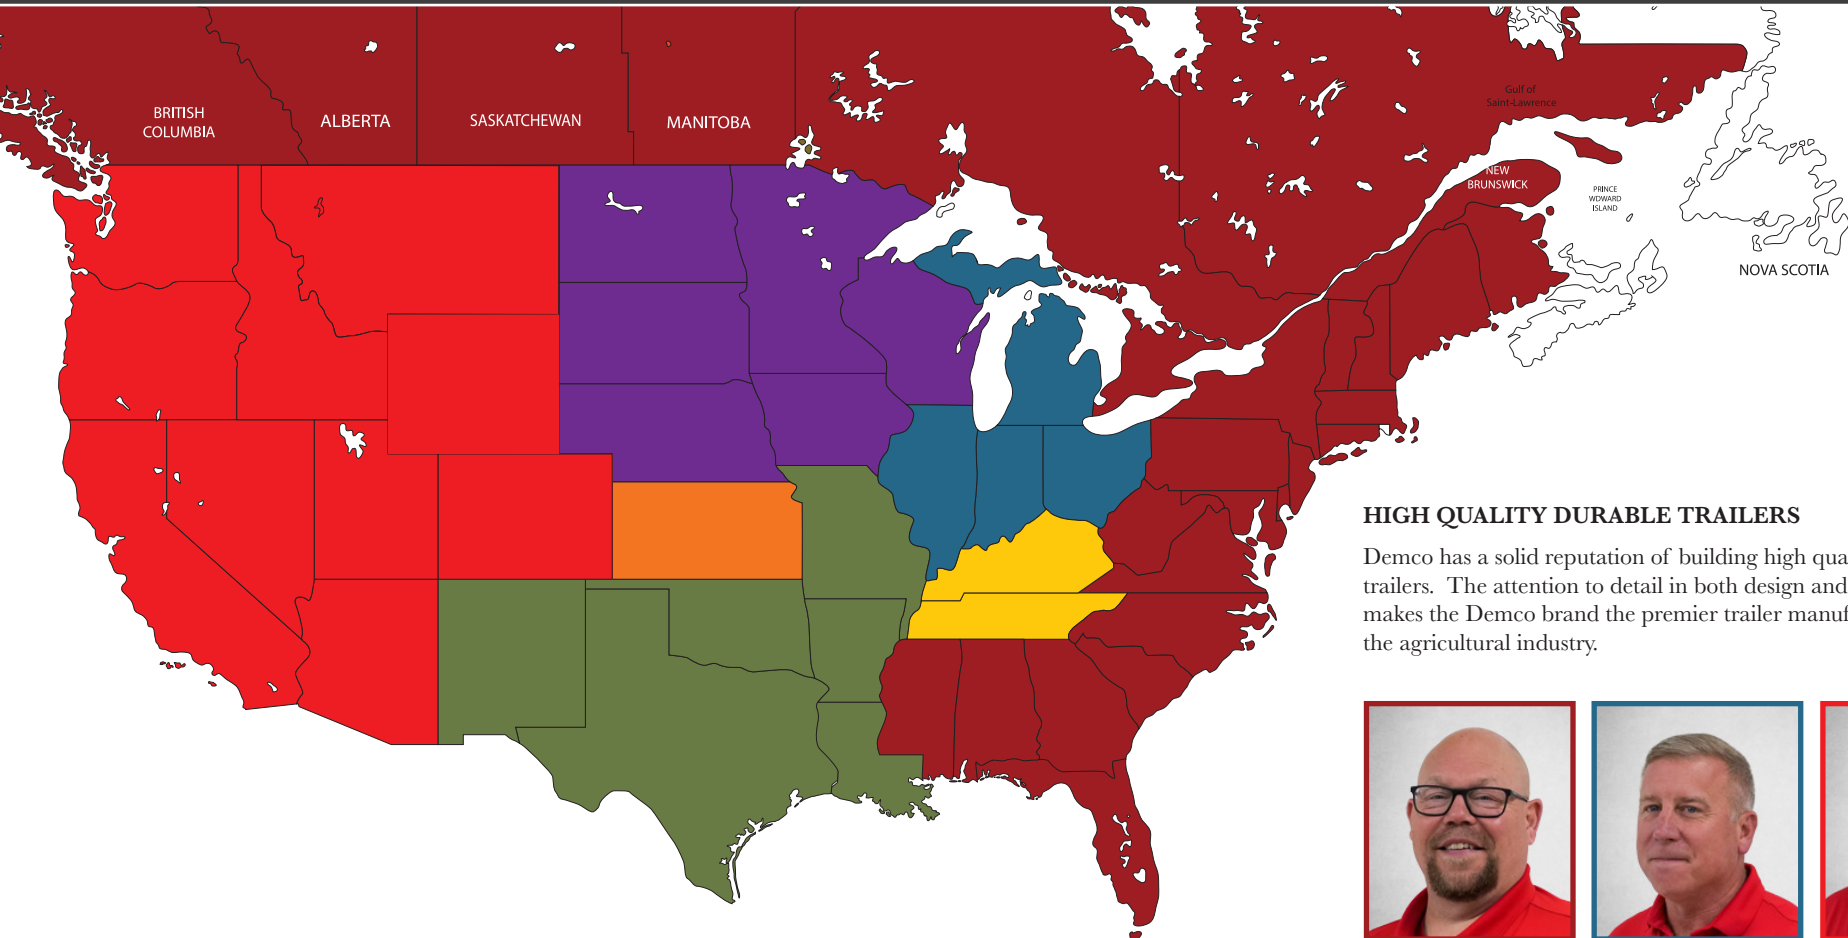 BRITISH
COLUMBIA
ALBERTA
SASKATCHEWAN
MANITOBA
Gulf of
Saint-Lawrence
NEW
BRUNSWICK
PRINCE
WDWARD
ISLAND
NOVA SCOTIA
HIGH QUALITY DURABLE TRAILERS
Demco has a solid reputation of building high qua
trailers. The attention to detail in both design and
makes the Demco brand the premier trailer manuf
the agricultural industry.